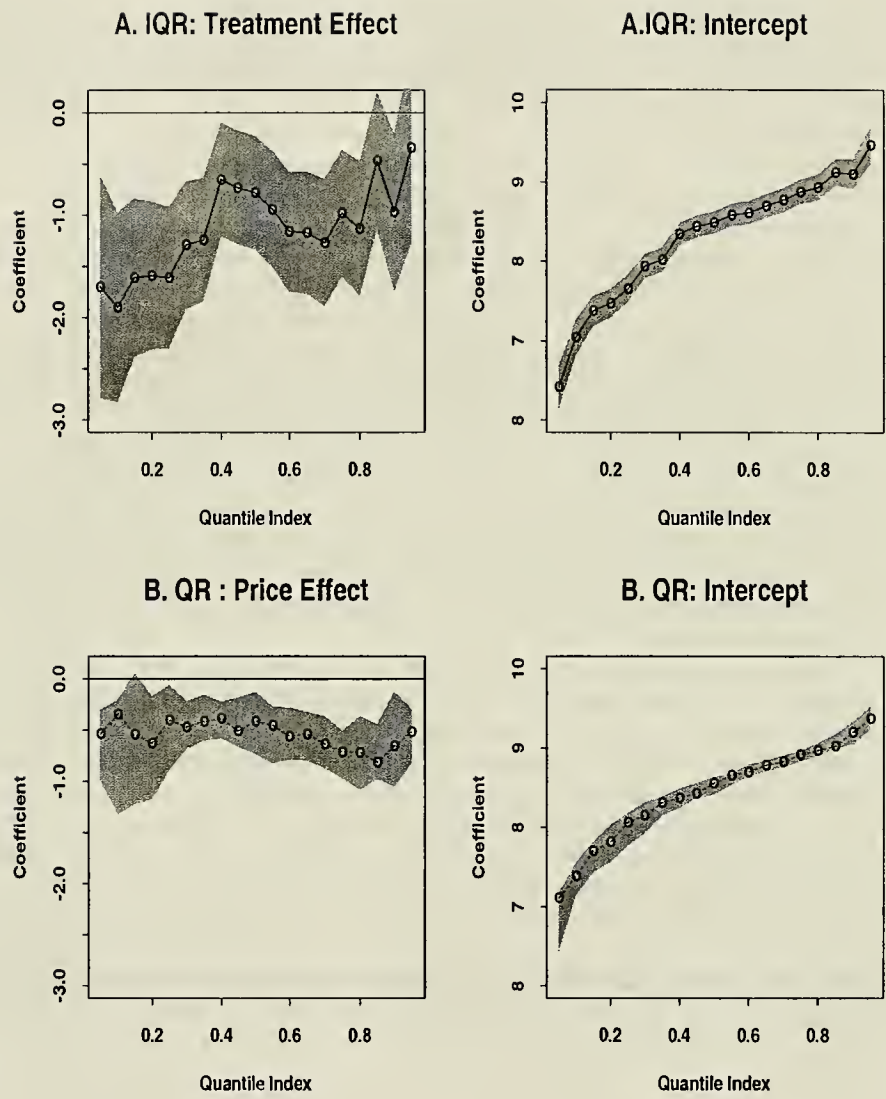 A. IQR: Treatment Effect
0.0
-1.0
-2.0
-3.0
Coefficient
0.2 0.4 0.6 0.8
Quantile Index
A.IQR: Intercept
10
9
8
7
6
Coefficient
0.2 0.4 0.6 0.8
Quantile Index
B. QR : Price Effect
0.0
-1.0
-2.0
-3.0
Coefficient
0.2 0.4 0.6 0.8
Quantile Index
B. QR: Intercept
10
9
8
7
6
Coefficient
0.2 0.4 0.6 0.8
Quantile Index